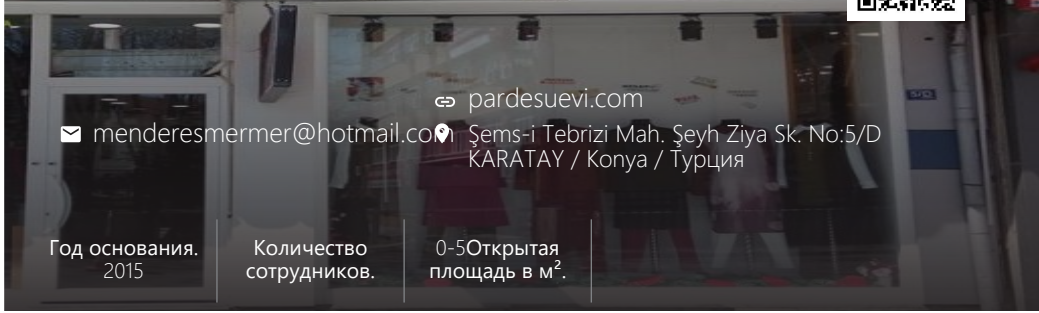 pardesuevi.com
menderesmermer@hotmail.com
Şems-i Tebrizi Mah. Şeyh Ziya Sk. No:5/D
KARATAY / Konya / Турция
Год основания.
2015
Количество
сотрудников.
0-5Открытая
площадь в м².